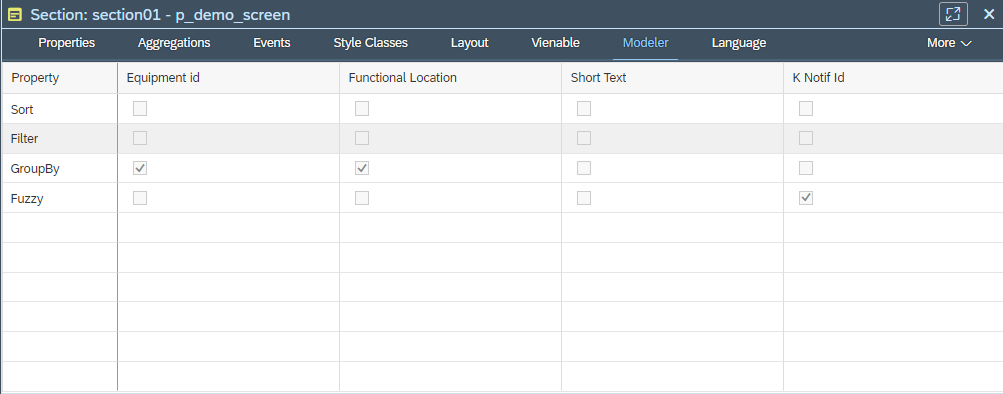 Section: section01 - p_demo_screen
Properties Aggregations Events Style Classes Layout Vienable Modeler Language More
Property Equipment id Functional Location Short Text K Notif Id
Sort
Filter
GroupBy
Fuzzy